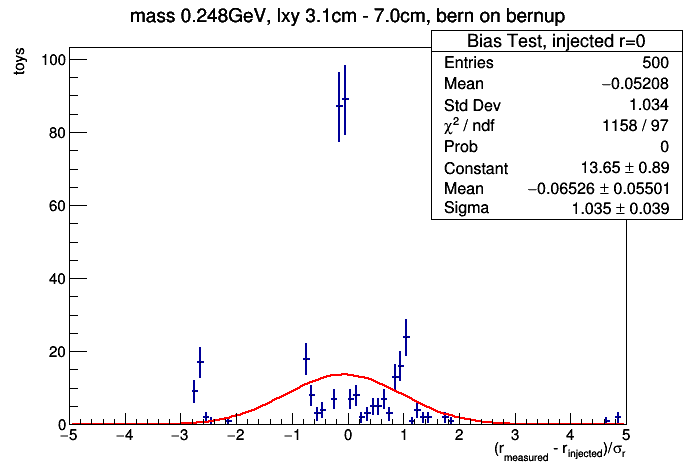 mass 0.248GeV, lxy 3.1cm - 7.0cm, bern on bernup
toys
Bias Test, injected r=0
Entries 500
Mean −0.05208
Std Dev 1.034
χ² / ndf 1158 / 97
Prob 0
Constant 13.65 ± 0.89
Mean −0.06526 ± 0.05501
Sigma 1.035 ± 0.039
100
80
60
40
20
0
−5 −4 −3 −2 −1 0 1 2 3 4 5
(r_measured - r_injected)/σ_r